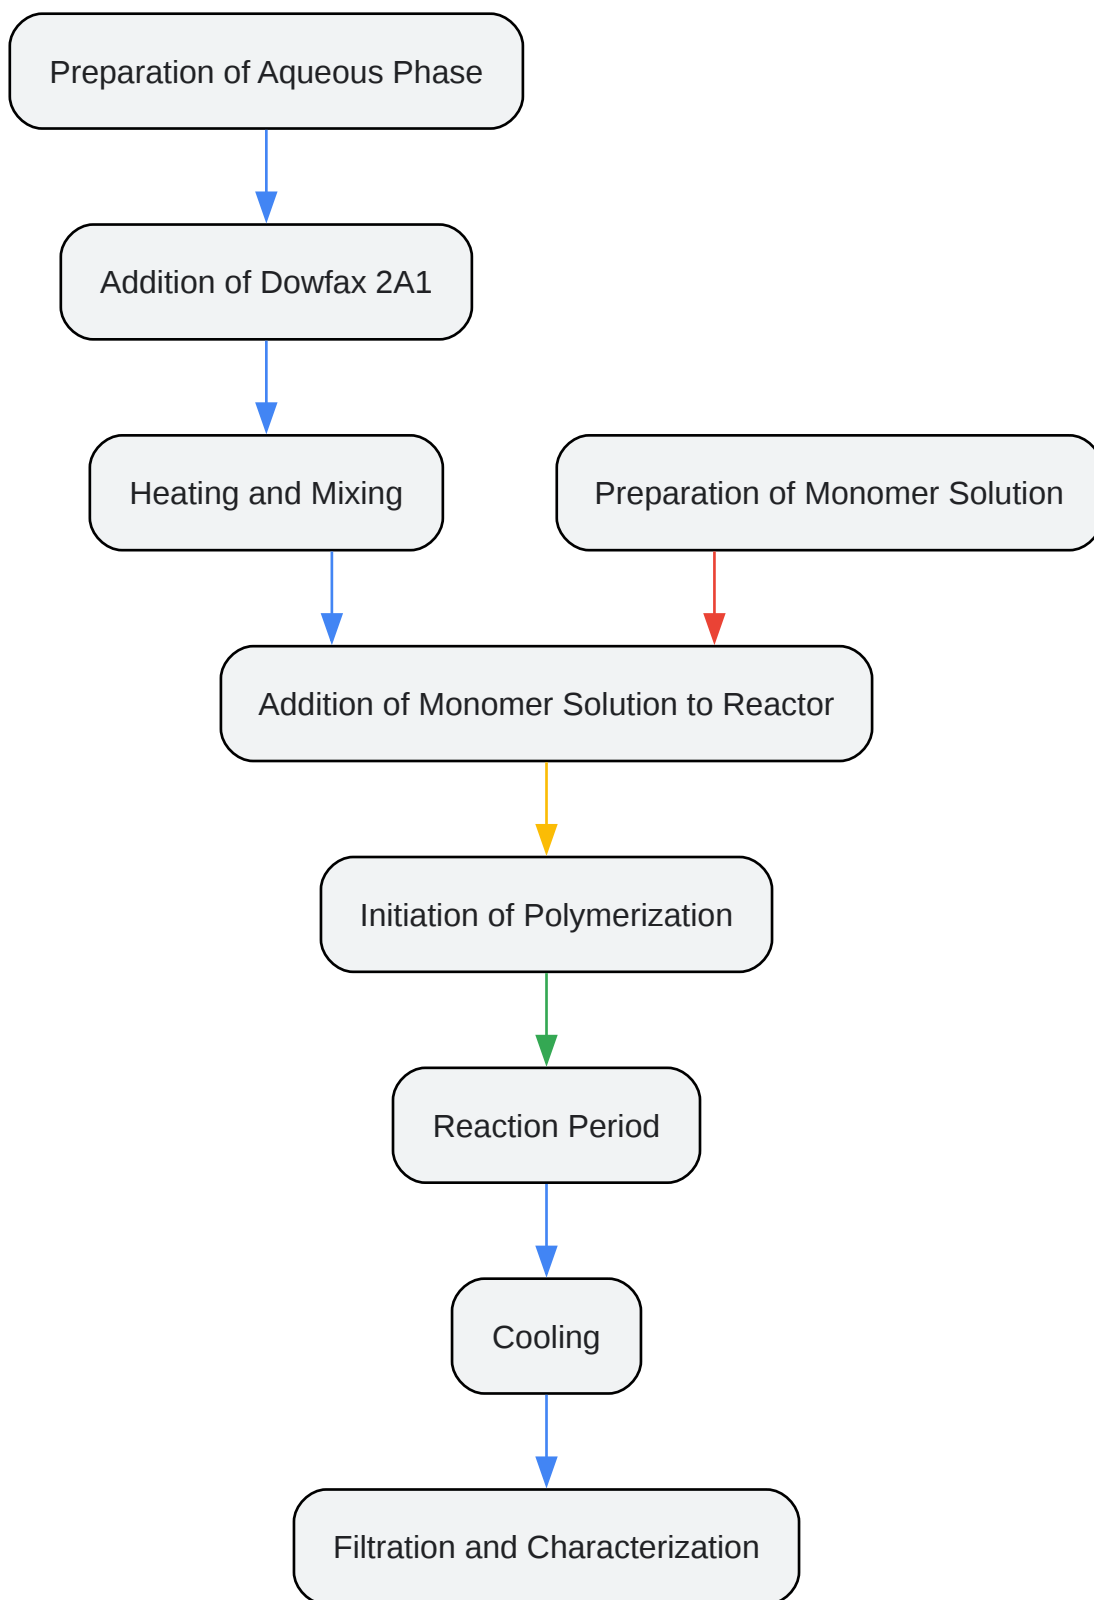 Preparation of Aqueous Phase
Addition of Dowfax 2A1
Heating and Mixing
Preparation of Monomer Solution
Addition of Monomer Solution to Reactor
Initiation of Polymerization
Reaction Period
Cooling
Filtration and Characterization